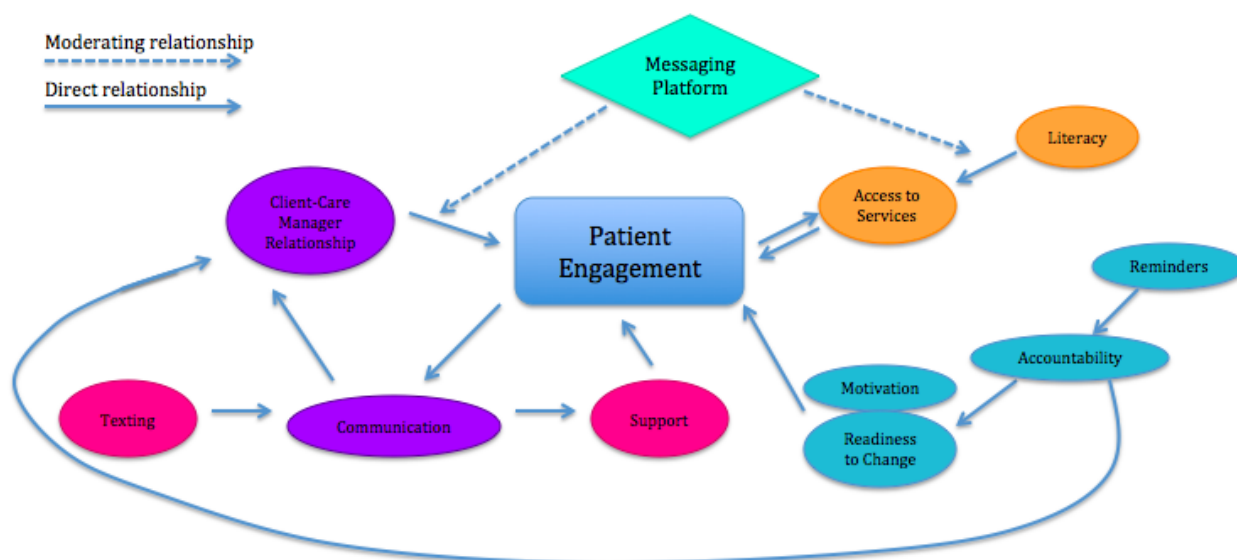 Moderating relationship
Direct relationship
Messaging
Platform
Literacy
Client-Care
Manager
Relationship
Access to
Services
Patient
Engagement
Reminders
Accountability
Motivation
Texting
Communication
Support
Readiness
to Change